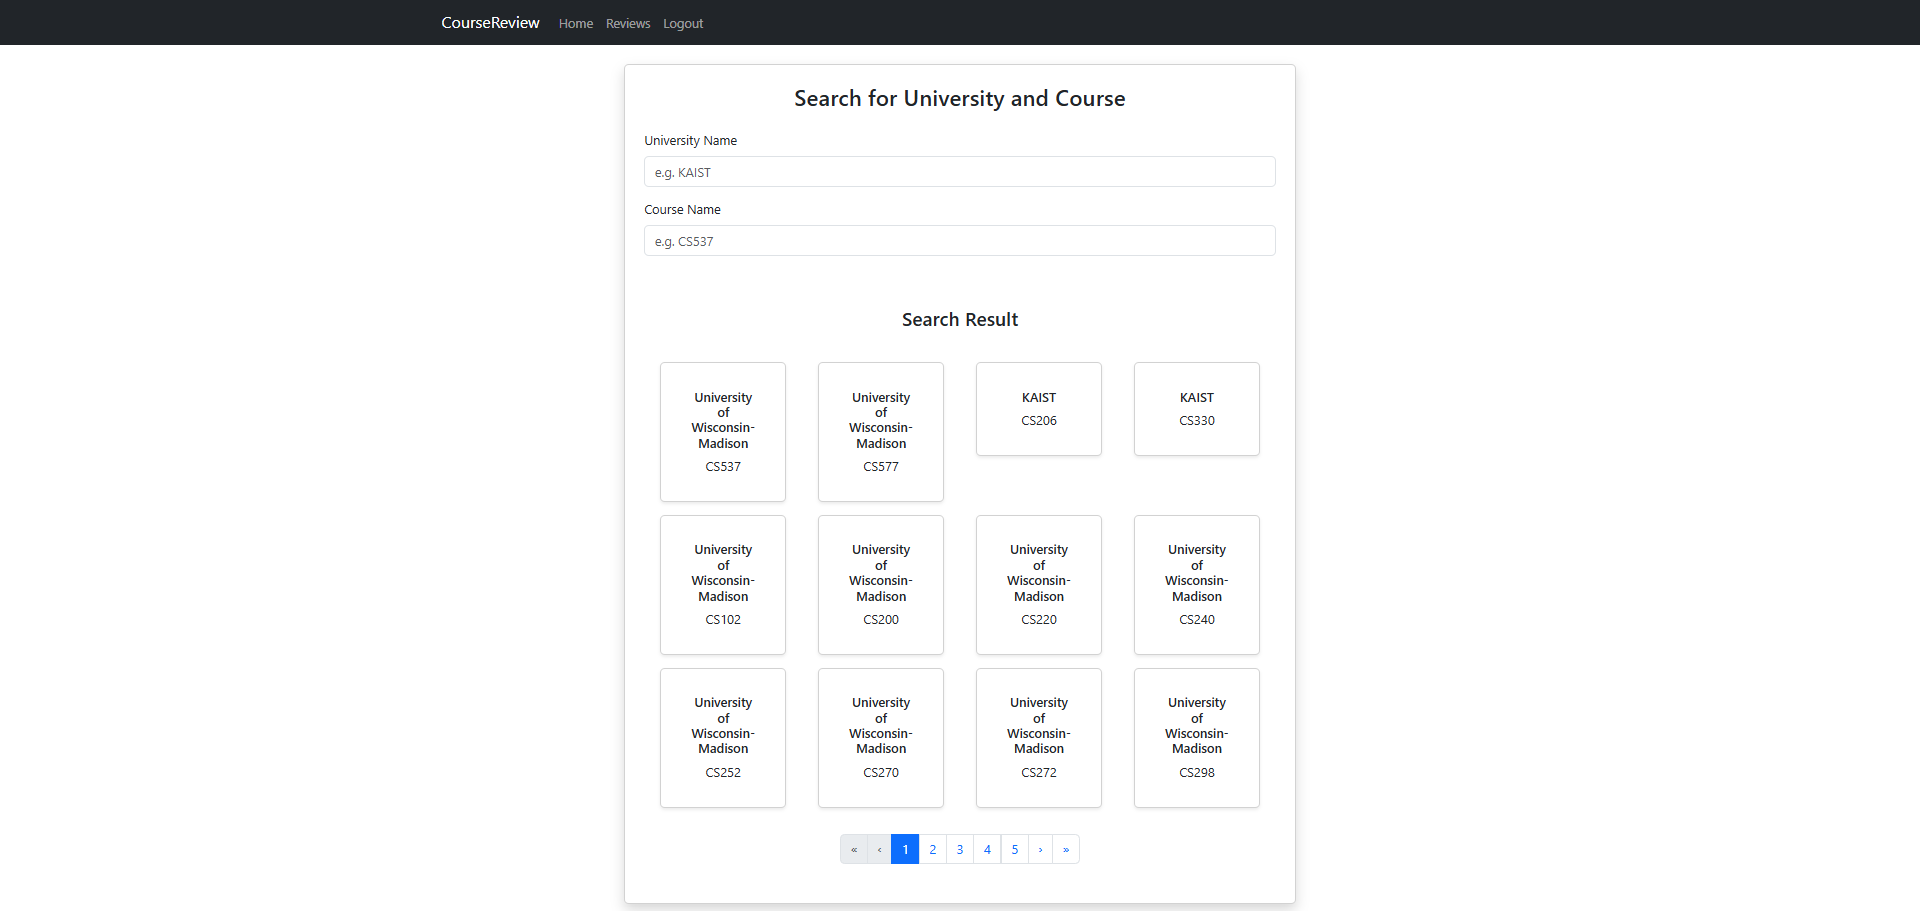 CourseReview Home Reviews Logout
Search for University and Course
University Name
e.g. KAIST
Course Name
e.g. CS537
Search Result
University
of
Wisconsin-
Madison
CS537
University
of
Wisconsin-
Madison
CS577
KAIST
CS206
KAIST
CS330
University
of
Wisconsin-
Madison
CS102
University
of
Wisconsin-
Madison
CS200
University
of
Wisconsin-
Madison
CS220
University
of
Wisconsin-
Madison
CS240
University
of
Wisconsin-
Madison
CS252
University
of
Wisconsin-
Madison
CS270
University
of
Wisconsin-
Madison
CS272
University
of
Wisconsin-
Madison
CS298
« ‹ 1 2 3 4 5 › »